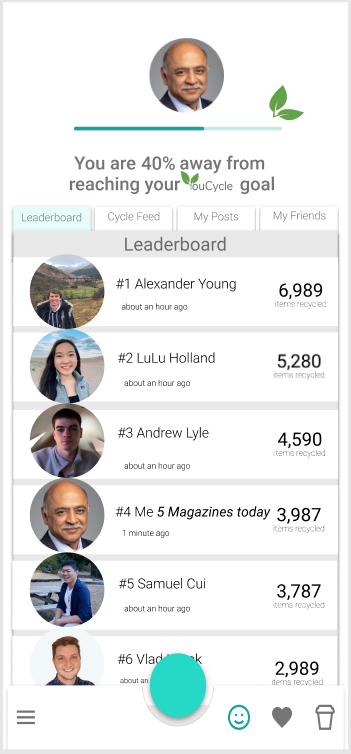 You are 40% away from
reaching your YouCycle goal
Leaderboard
Cycle Feed
My Posts
My Friends
Leaderboard
#1 Alexander Young
6,989
about an hour ago
items recycled
#2 LuLu Holland
5,280
about an hour ago
items recycled
#3 Andrew Lyle
4,590
about an hour ago
items recycled
#4 Me 5 Magazines today
3,987
1 minute ago
items recycled
#5 Samuel Cui
3,787
about an hour ago
items recycled
#6 Vlad
2,989
about an
items recycled